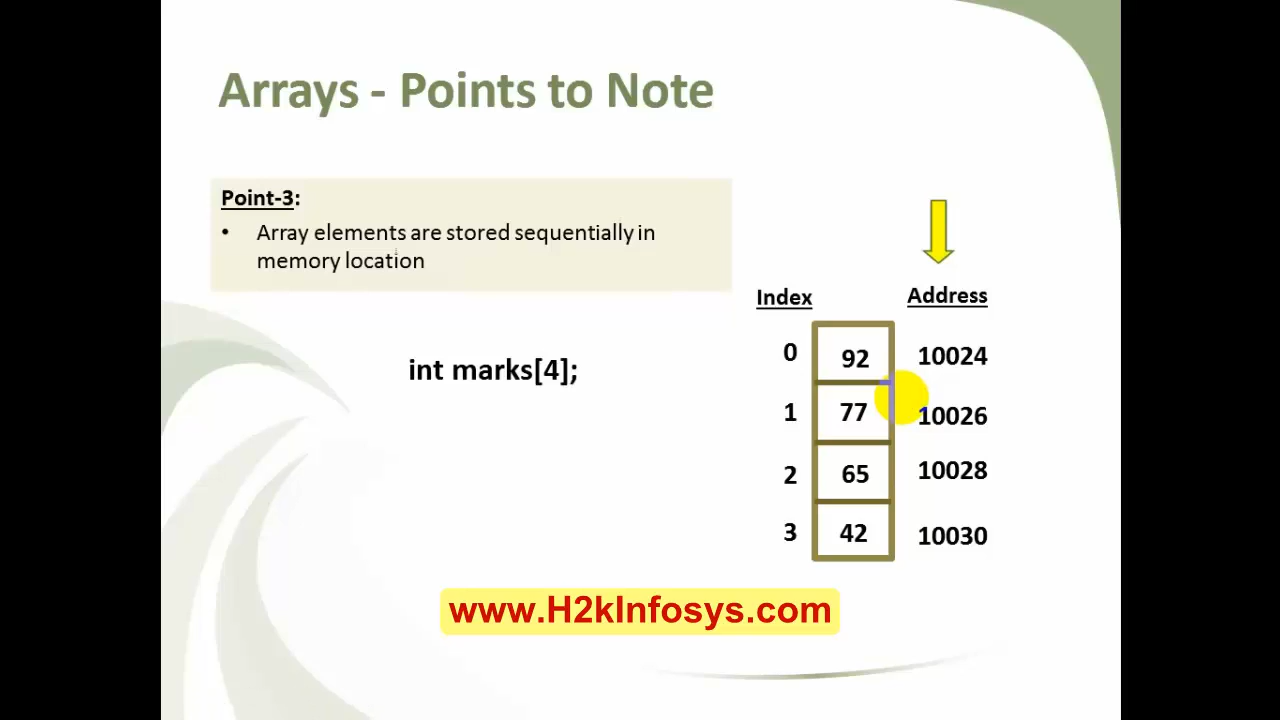 Arrays - Points to Note
Point-3:
• Array elements are stored sequentially in
memory location
int marks[4];
Index Address
0 92 10024
1 77 10026
2 65 10028
3 42 10030
www.H2kInfosys.com